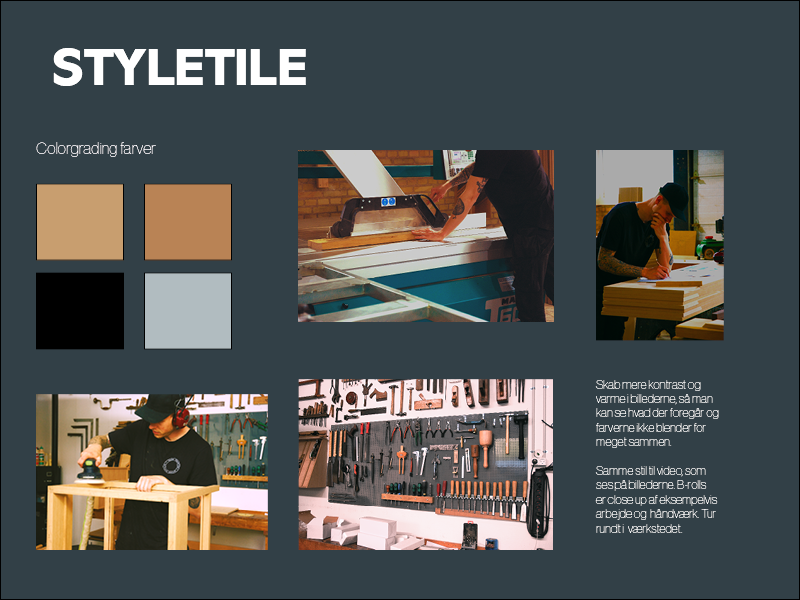 STYLETILE
Colorgrading farver
Skab mere kontrast og
varme i billederne, så man
kan se hvad der foregår og
farverne ikke blender for
meget sammen.
Samme stil til video, som
ses på billederne. B-rolls
er close up af eksempelvis
arbejde og håndværk. Tur
rundt i værkstedet.